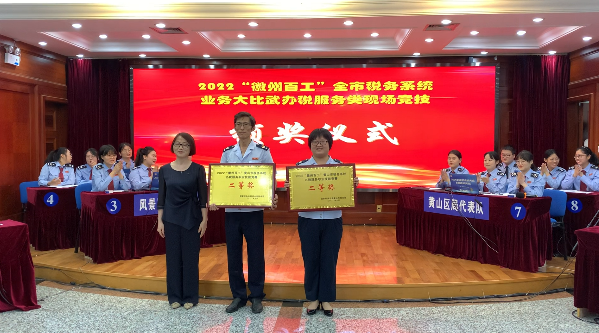 2022“徽州百工”全市税务系统
业务大比武办税服务类现场竞技
颁奖仪式
二等奖
二等奖
4
3
风景
黄山区局代表队
7
8